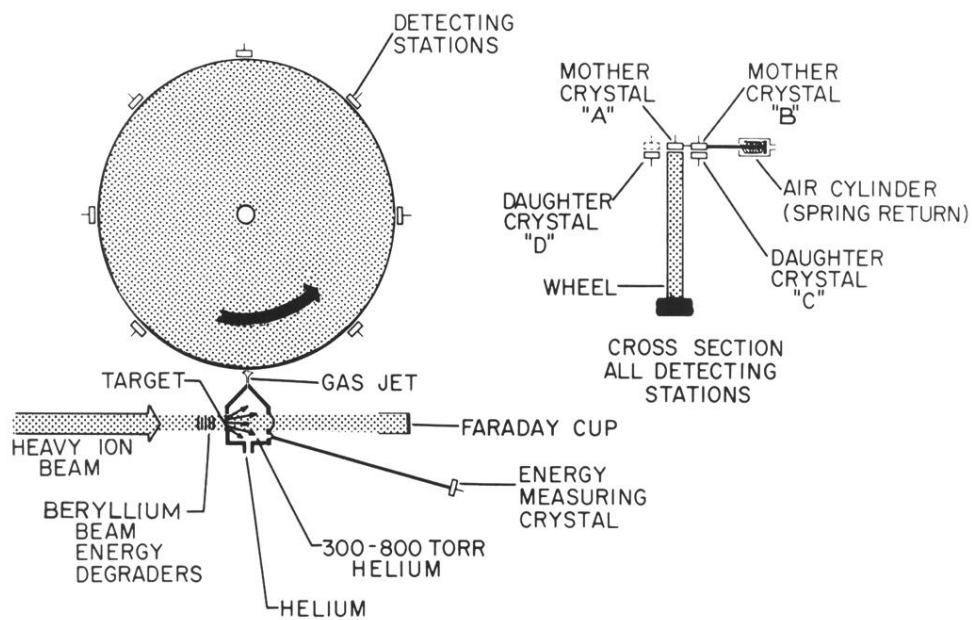 DETECTING
STATIONS
MOTHER
CRYSTAL
"A"
MOTHER
CRYSTAL
"B"
AIR CYLINDER
(SPRING RETURN)
DAUGHTER
CRYSTAL
"D"
DAUGHTER
CRYSTAL
"C"
WHEEL
CROSS SECTION
ALL DETECTING
STATIONS
TARGET
GAS JET
HEAVY ION
BEAM
FARADAY CUP
BERYLLIUM
BEAM
ENERGY
DEGRADERS
ENERGY
MEASURING
CRYSTAL
300-800 TORR
HELIUM
HELIUM